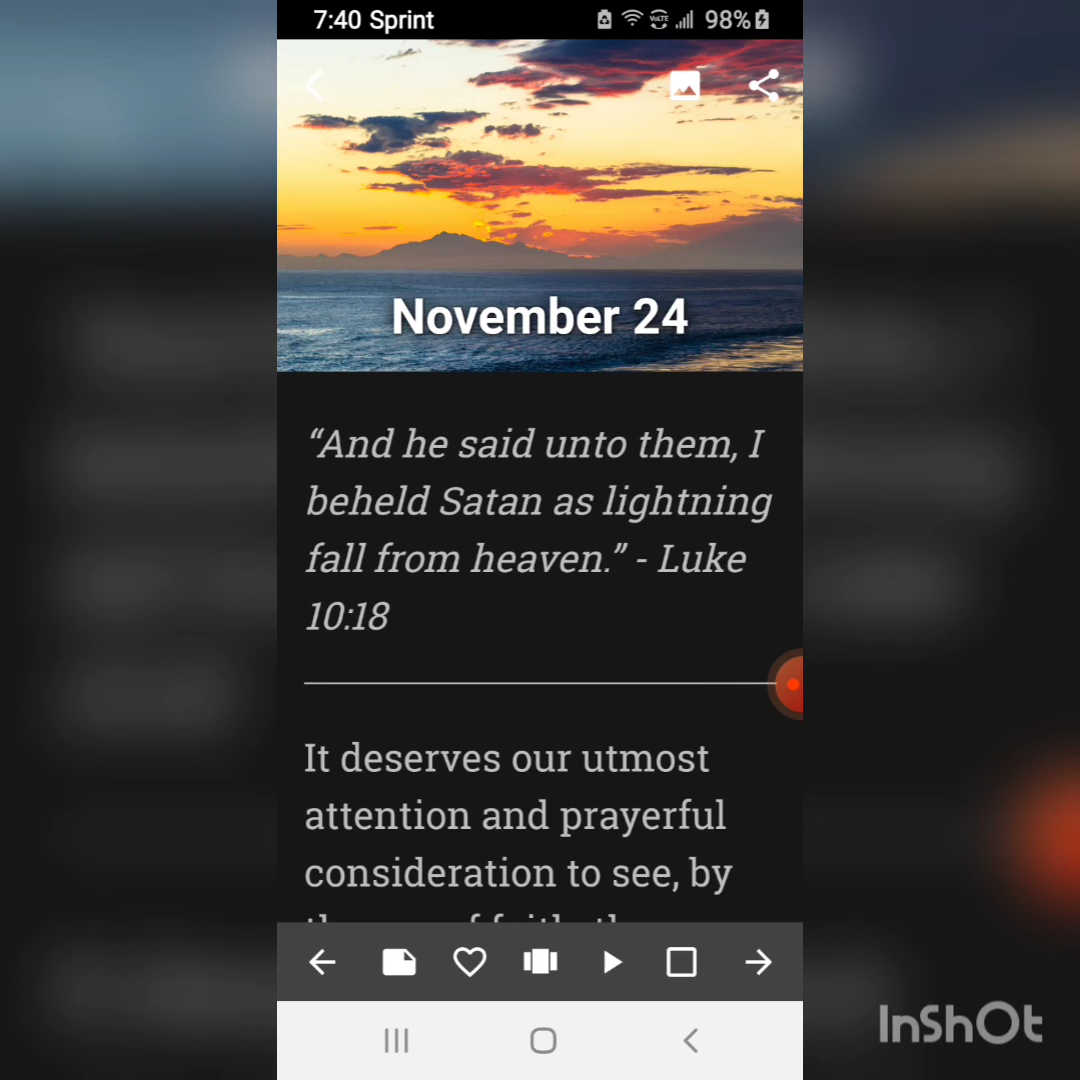 7:40 Sprint
VoLTE
98%
November 24
“And he said unto them, I
beheld Satan as lightning
fall from heaven.” - Luke
10:18
It deserves our utmost
attention and prayerful
consideration to see, by
InShOt